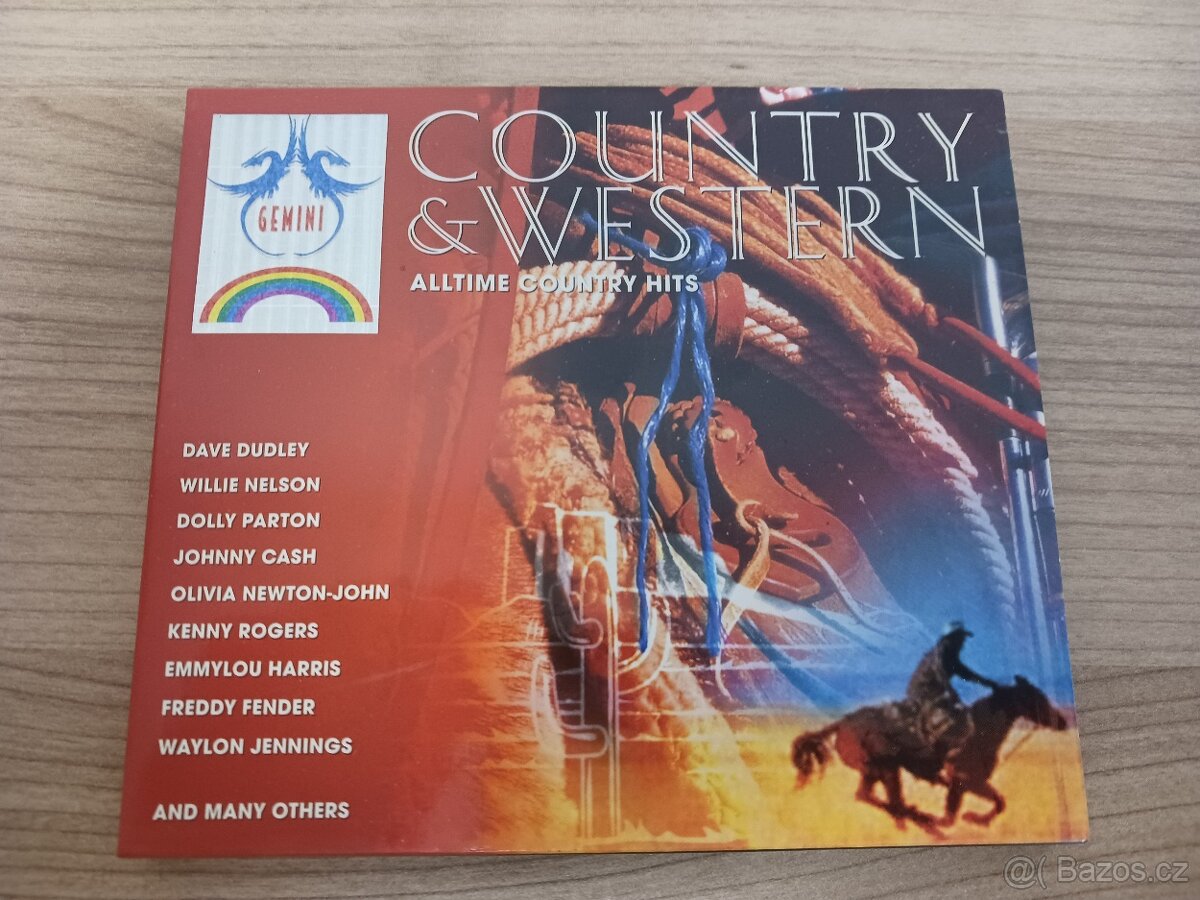 GEMINI
COUNTRY
& WESTERN
ALLTIME COUNTRY HITS
DAVE DUDLEY
WILLIE NELSON
DOLLY PARTON
JOHNNY CASH
OLIVIA NEWTON-JOHN
KENNY ROGERS
EMMYLOU HARRIS
FREDDY FENDER
WAYLON JENNINGS
AND MANY OTHERS
@( Bazos.cz